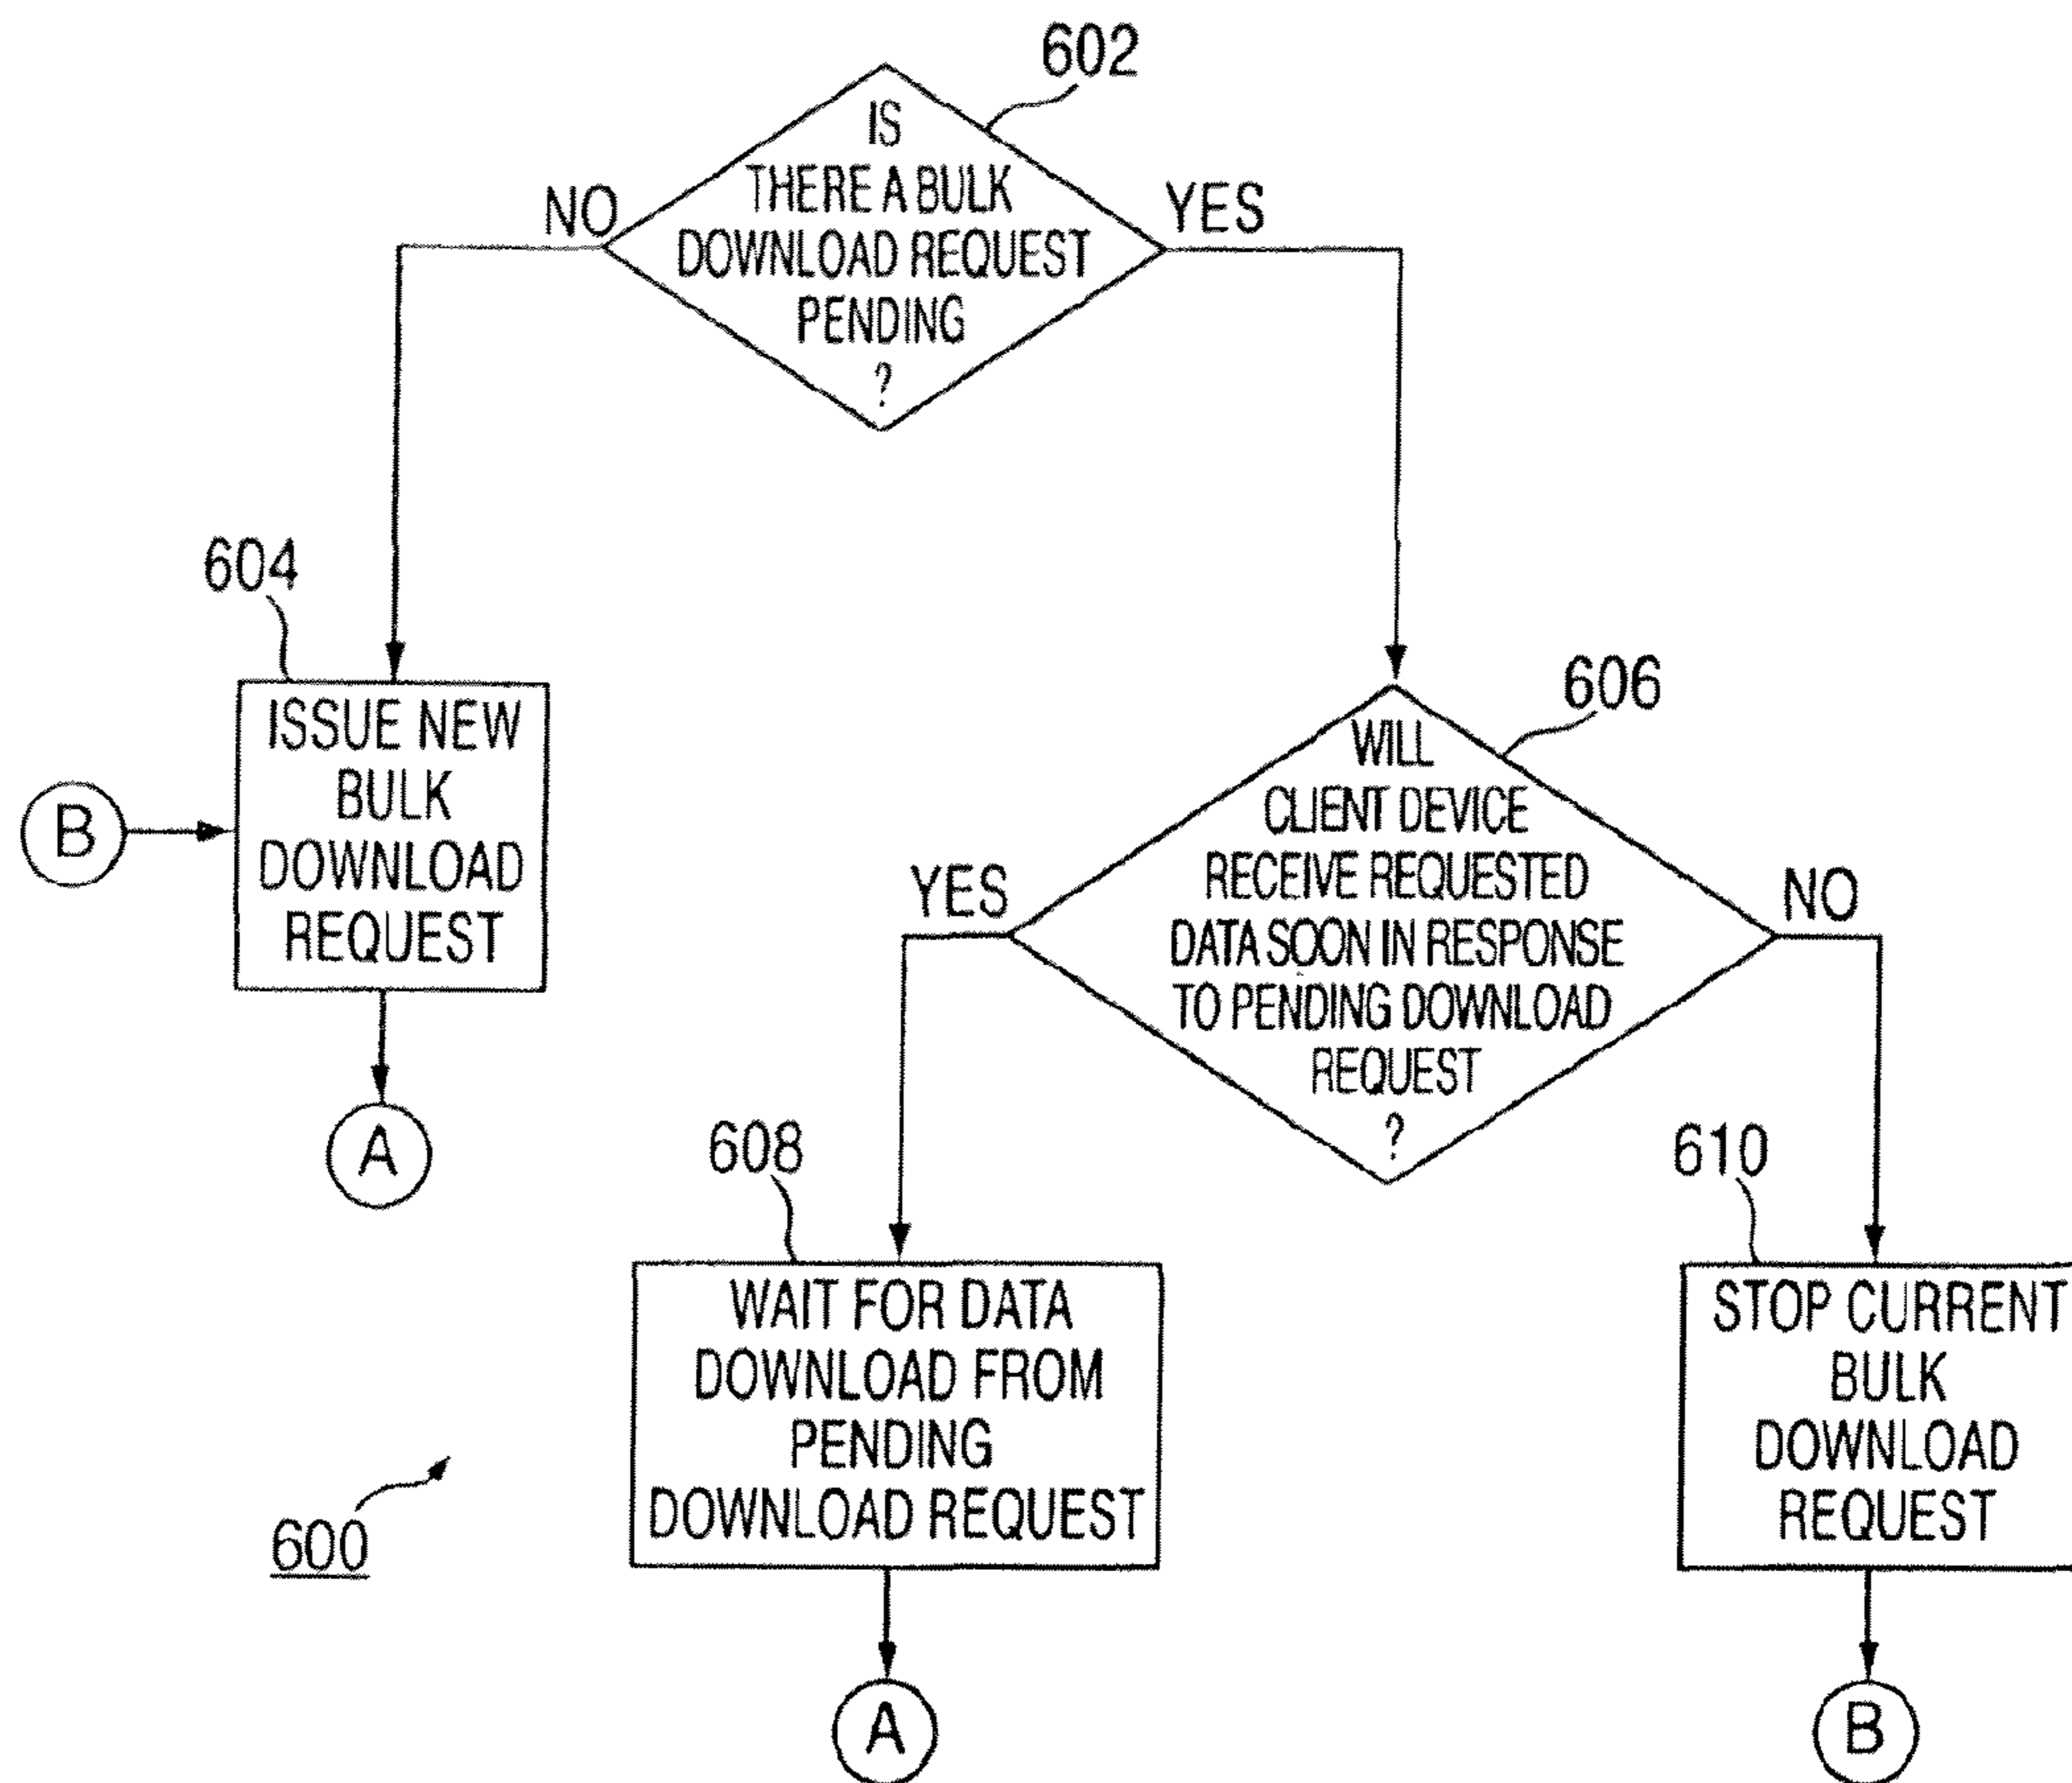 602
IS
THERE A BULK
DOWNLOAD REQUEST
PENDING
?
NO
YES
604
ISSUE NEW
BULK
DOWNLOAD
REQUEST
B
A
606
WILL
CLIENT DEVICE
RECEIVE REQUESTED
DATA SOON IN RESPONSE
TO PENDING DOWNLOAD
REQUEST
?
YES
NO
608
WAIT FOR DATA
DOWNLOAD FROM
PENDING
DOWNLOAD REQUEST
A
610
STOP CURRENT
BULK
DOWNLOAD
REQUEST
B
600